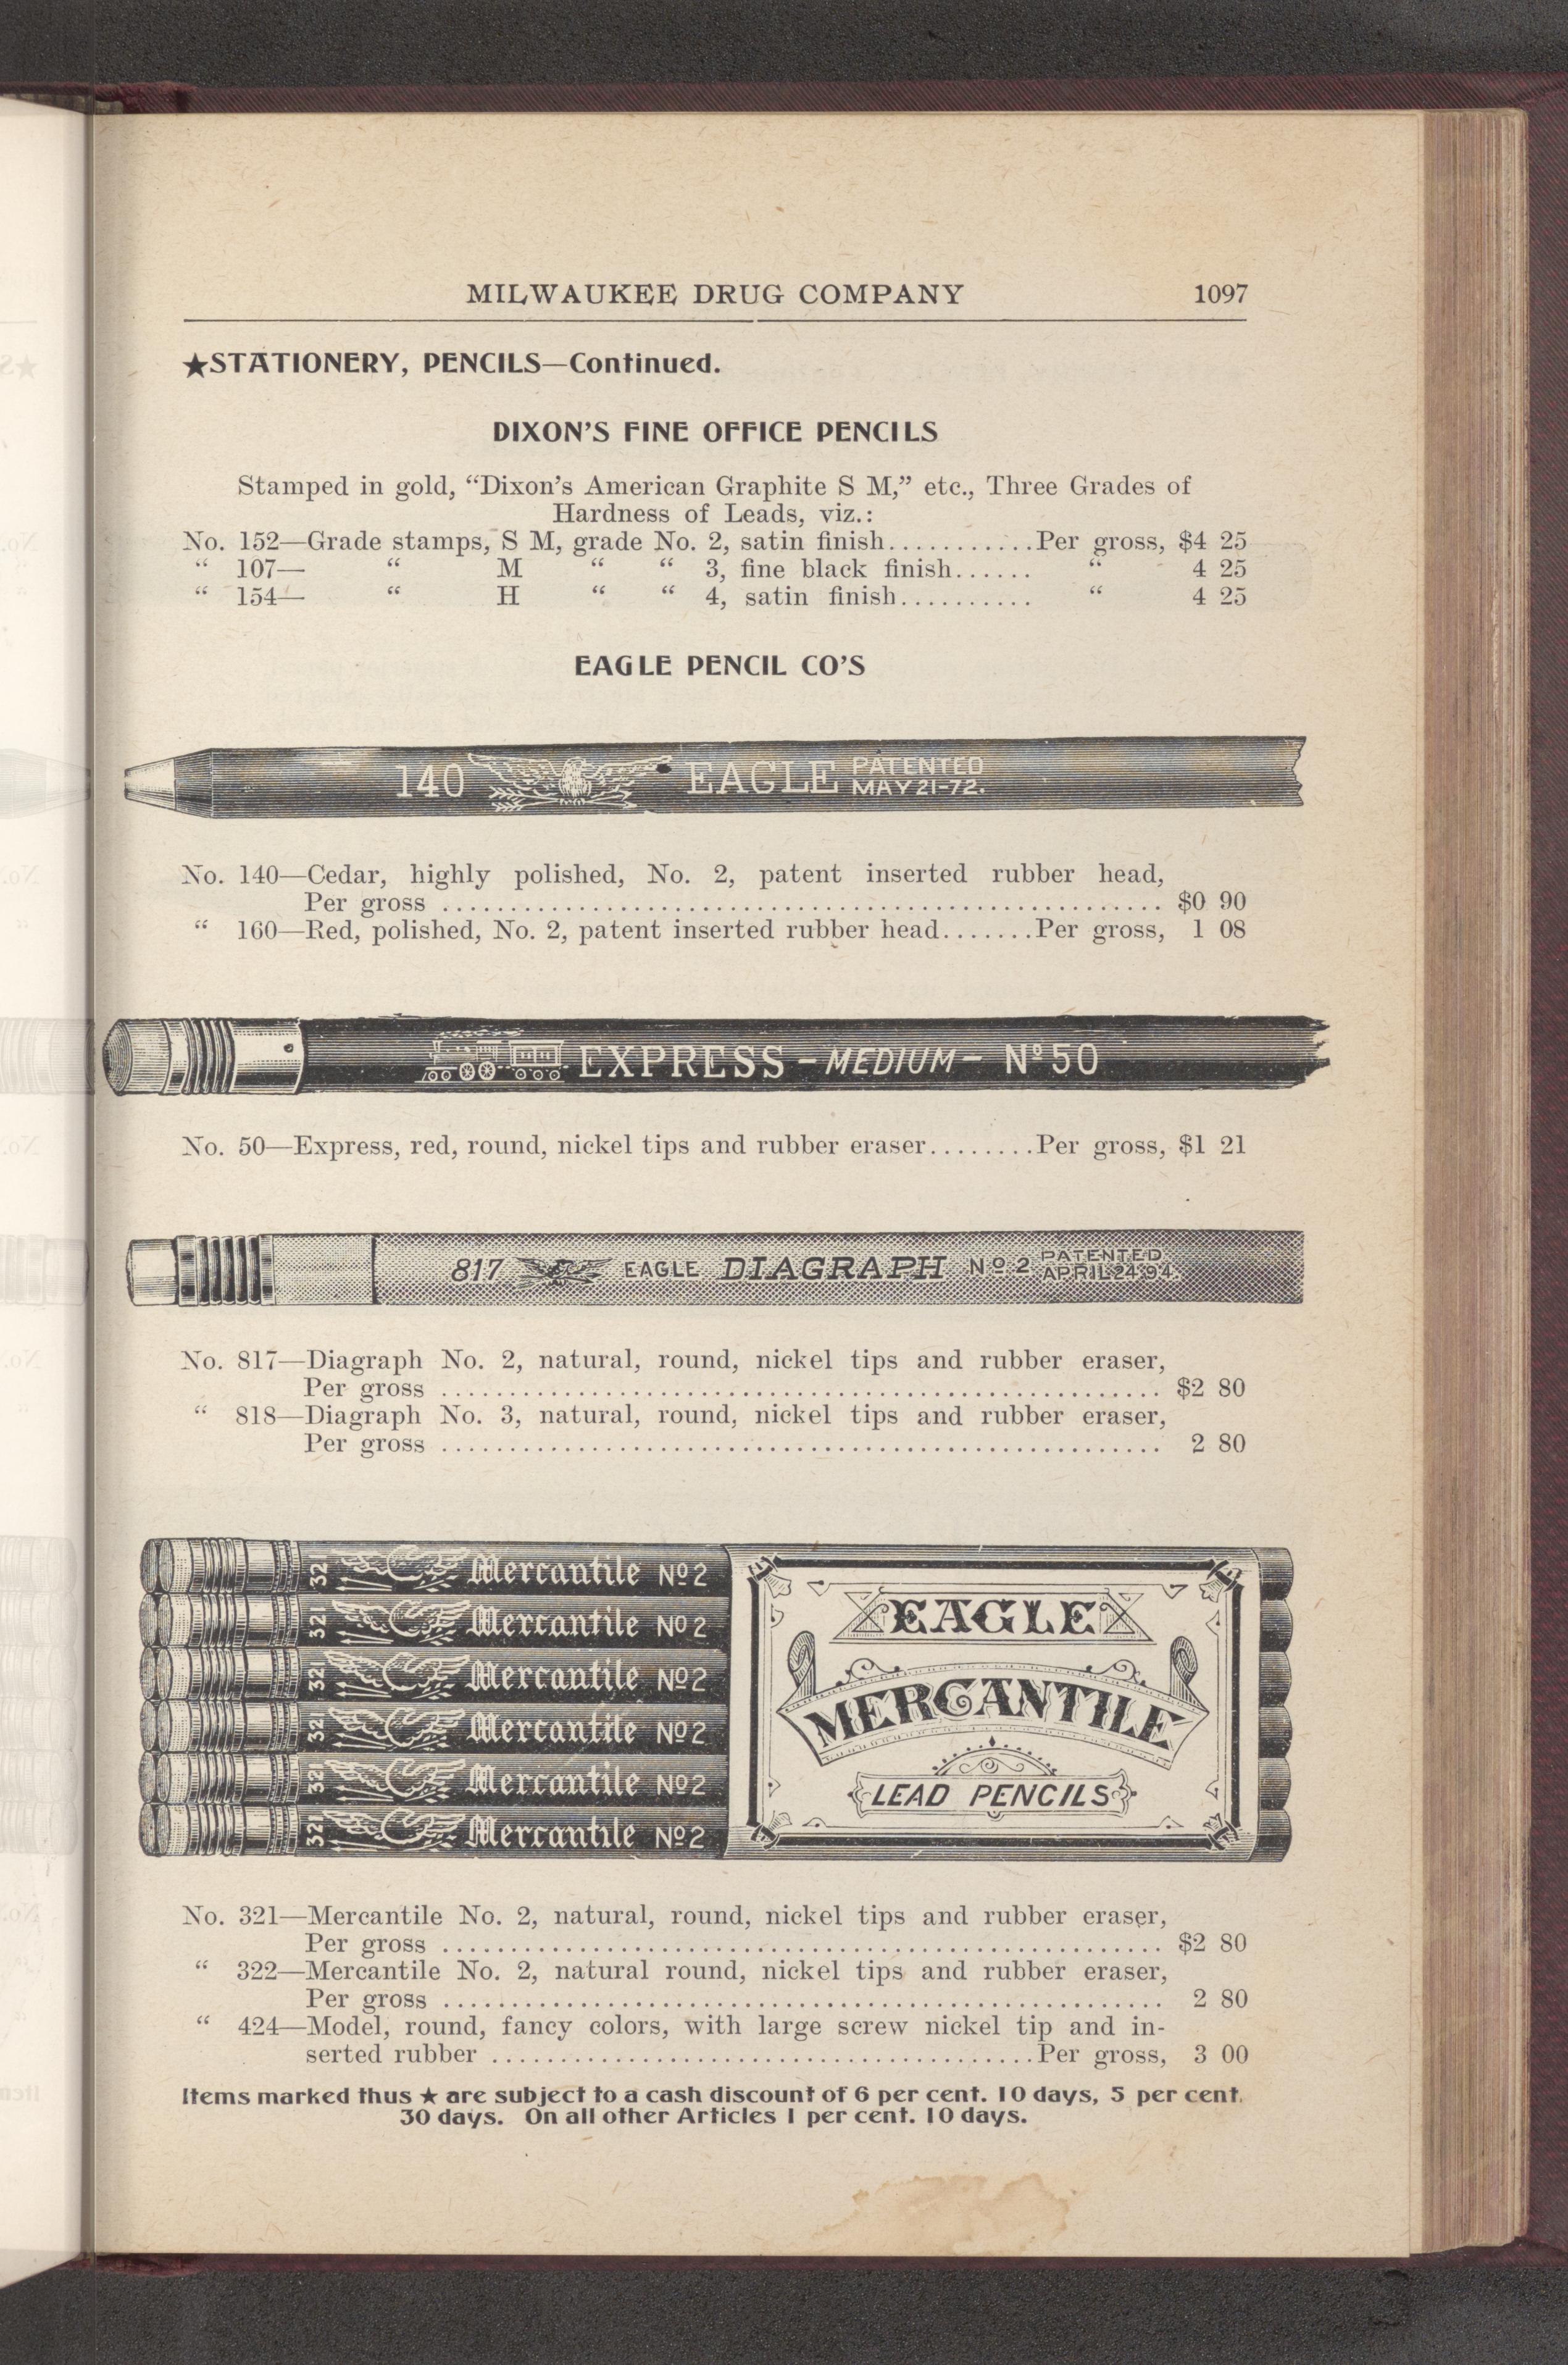 MILWAUKEE DRUG COMPANY 1097
★STATIONERY, PENCILS—Continued.
DIXON'S FINE OFFICE PENCILS
Stamped in gold, “Dixon's American Graphite S M,” etc., Three Grades of
Hardness of Leads, viz.:
No. 152—Grade stamps, S M, grade No. 2, satin finish...........Per gross, $4 25
“ 107— “ M “ “ 3, fine black finish...... “ 4 25
“ 154— “ H “ “ 4, satin finish.......... “ 4 25
EAGLE PENCIL CO'S
140 EAGLE PATENTED
MAY 21-72.
No. 140—Cedar, highly polished, No. 2, patent inserted rubber head,
Per gross .................................................... $0 90
“ 160—Red, polished, No. 2, patent inserted rubber head.......Per gross, 1 08
EXPRESS - MEDIUM - Nº 50
No. 50—Express, red, round, nickel tips and rubber eraser........Per gross, $1 21
817 EAGLE DIAGRAPH Nº 2 PATENTED
APRIL 24 94.
No. 817—Diagraph No. 2, natural, round, nickel tips and rubber eraser,
Per gross .................................................... $2 80
“ 818—Diagraph No. 3, natural, round, nickel tips and rubber eraser,
Per gross .................................................... 2 80
321 Mercantile Nº 2
321 Mercantile Nº 2
321 Mercantile Nº 2
321 Mercantile Nº 2
321 Mercantile Nº 2
321 Mercantile Nº 2
EAGLE
MERCANTILE
LEAD PENCILS
No. 321—Mercantile No. 2, natural, round, nickel tips and rubber eraser,
Per gross .................................................... $2 80
“ 322—Mercantile No. 2, natural round, nickel tips and rubber eraser,
Per gross .................................................... 2 80
“ 424—Model, round, fancy colors, with large screw nickel tip and in-
serted rubber .......................................Per gross, 3 00
Items marked thus ★ are subject to a cash discount of 6 per cent. 10 days, 5 per cent.
30 days. On all other Articles 1 per cent. 10 days.